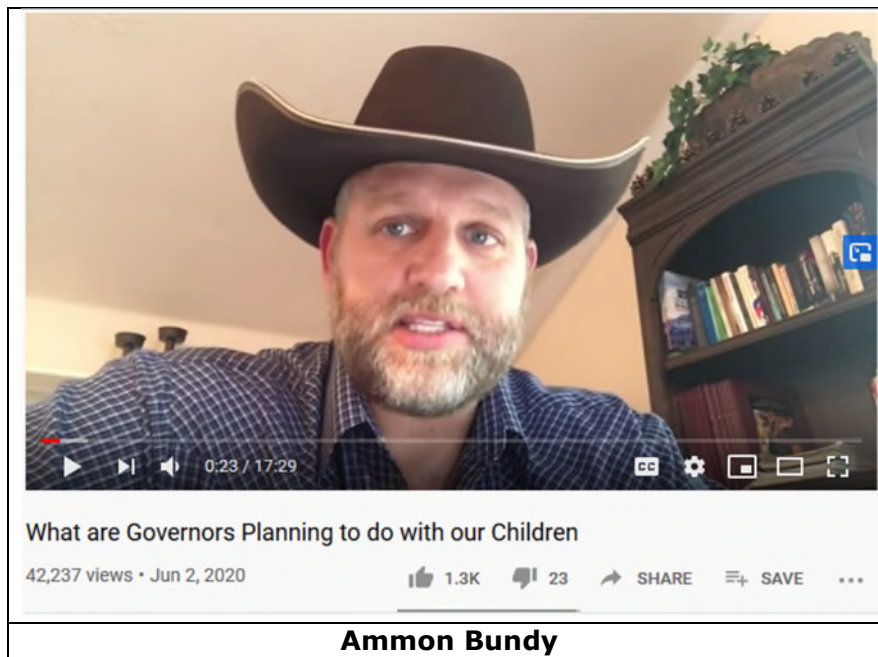 0:23 / 17:29
CC
What are Governors Planning to do with our Children
42,237 views • Jun 2, 2020
1.3K 23 SHARE SAVE
Ammon Bundy